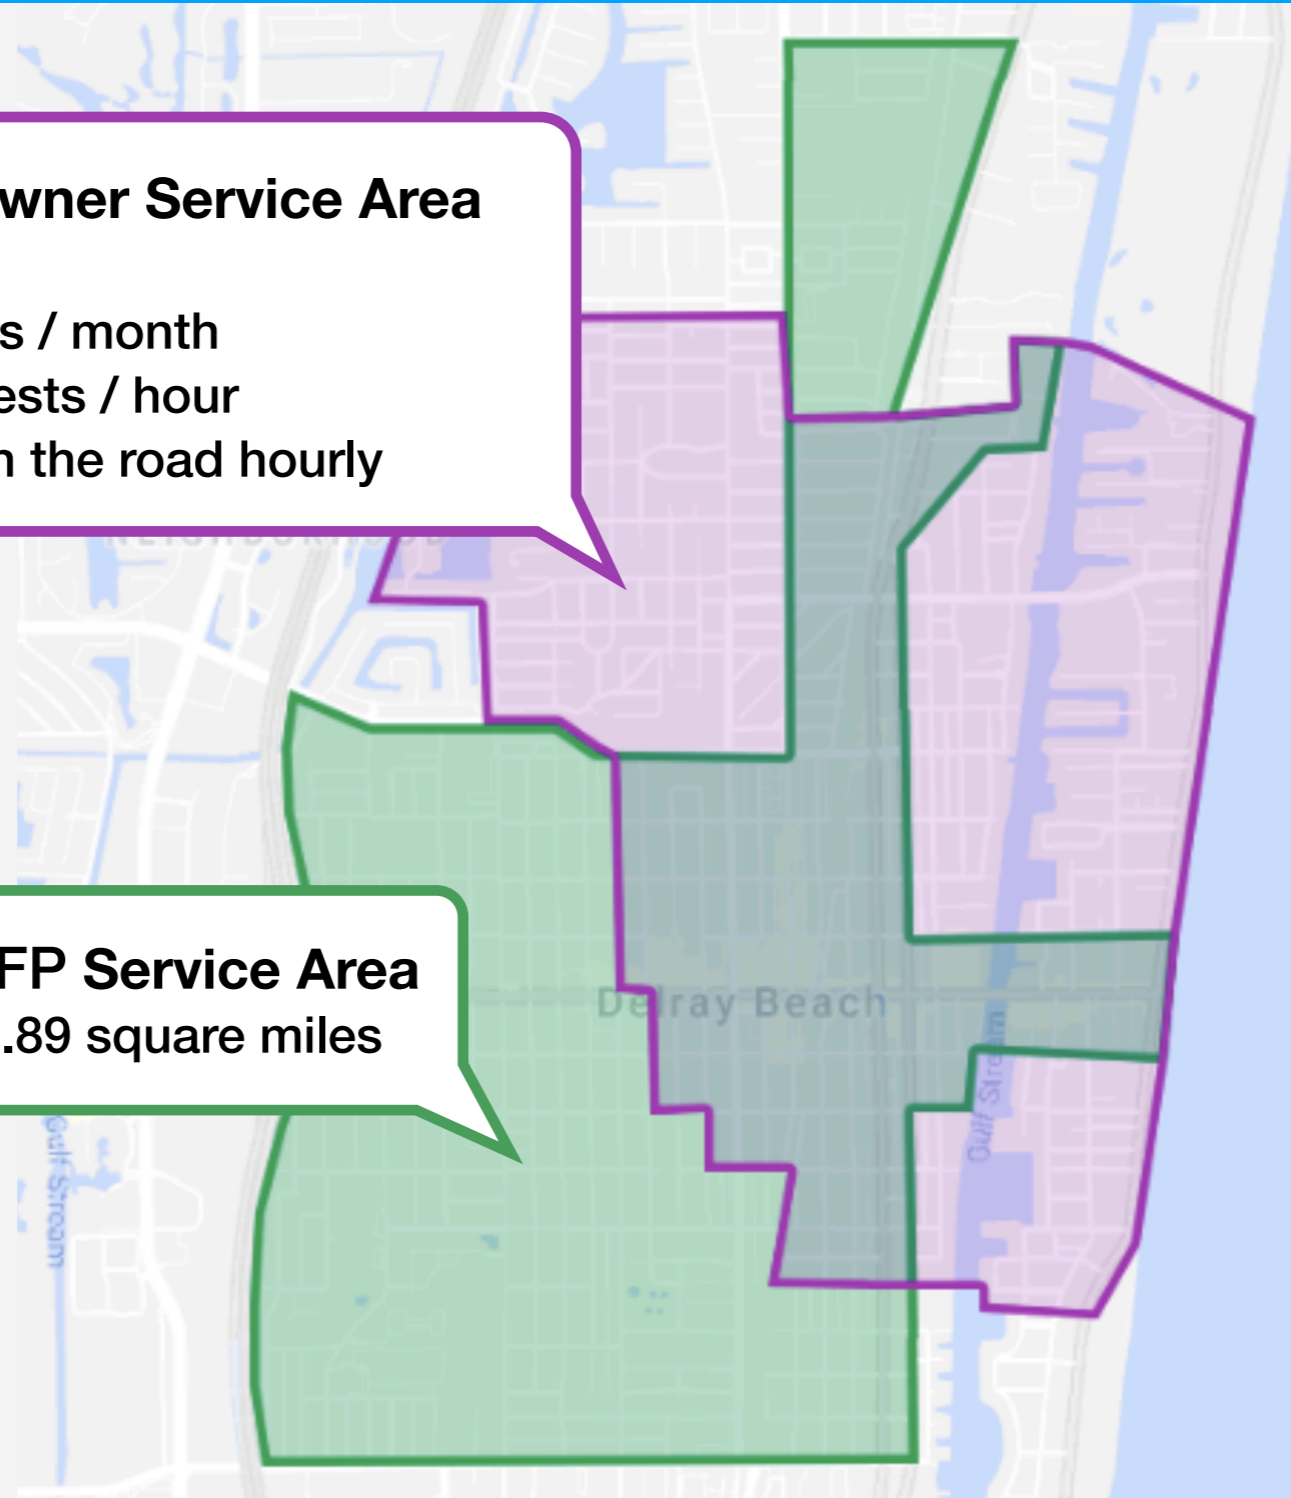 wner Service Area
s / month
ests / hour
n the road hourly
NEIGHBORHOOD
FP Service Area
.89 square miles
Delray Beach
Gulf Stream
Gulf Stream